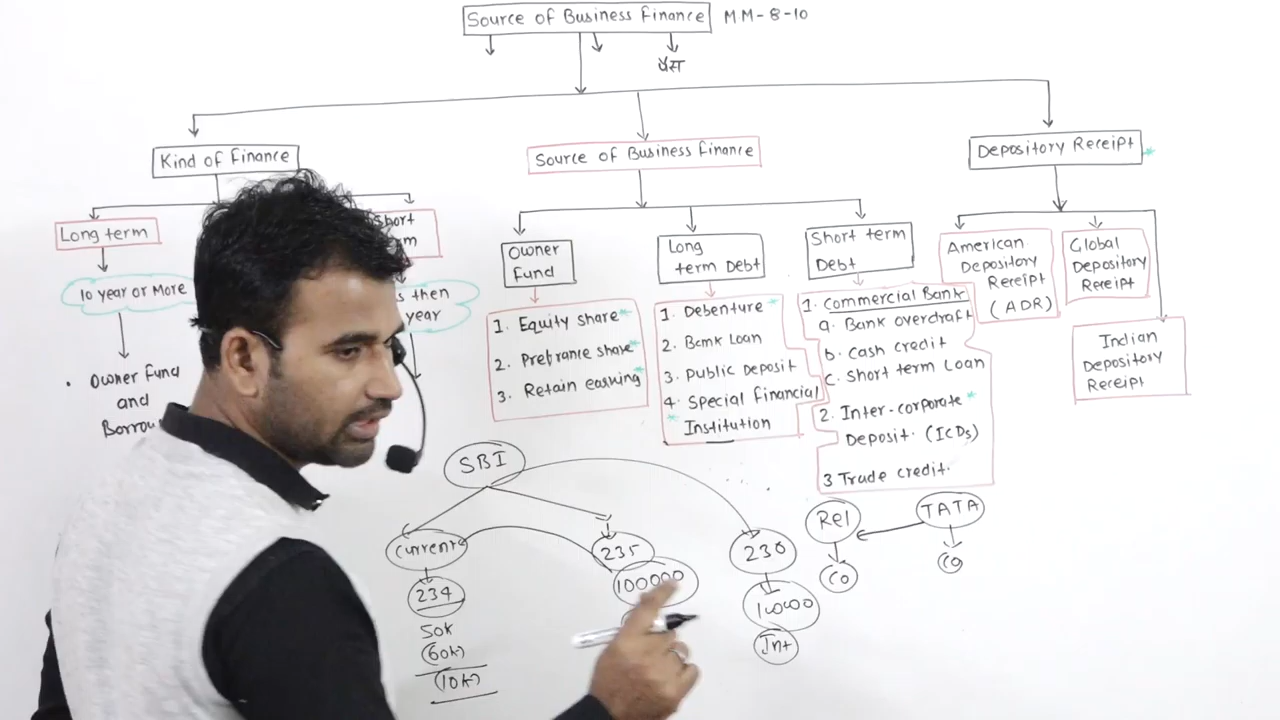 Source of Business Finance MM-8-10
पैसा
Kind of Finance
Source of Business Finance
Depository Receipt *
Long term
Short
10 year or More
then
year
• Owner Fund
and
Owner
Fund
1. Equity share *
2. Prefrance share *
3. Retain earning *
Long
term Debt
1. Debenture *
2. Bank Loan
3. Public Deposit
4. Special Financial
* Institution
Short term
Debt
1. Commercial Bank
a. Bank overdraft
b. cash credit
c. short term Loan
2. Inter-corporate *
Deposit. (ICDs)
3 Trade credit.
American
Depository
Receipt
(ADR)
Global
Depository
Receipt
Indian
Depository
Receipt
SBI
Current
234
50k
(60k)
(10k)
235
100000
230
10000
Int
Rel
Co
TATA
Co